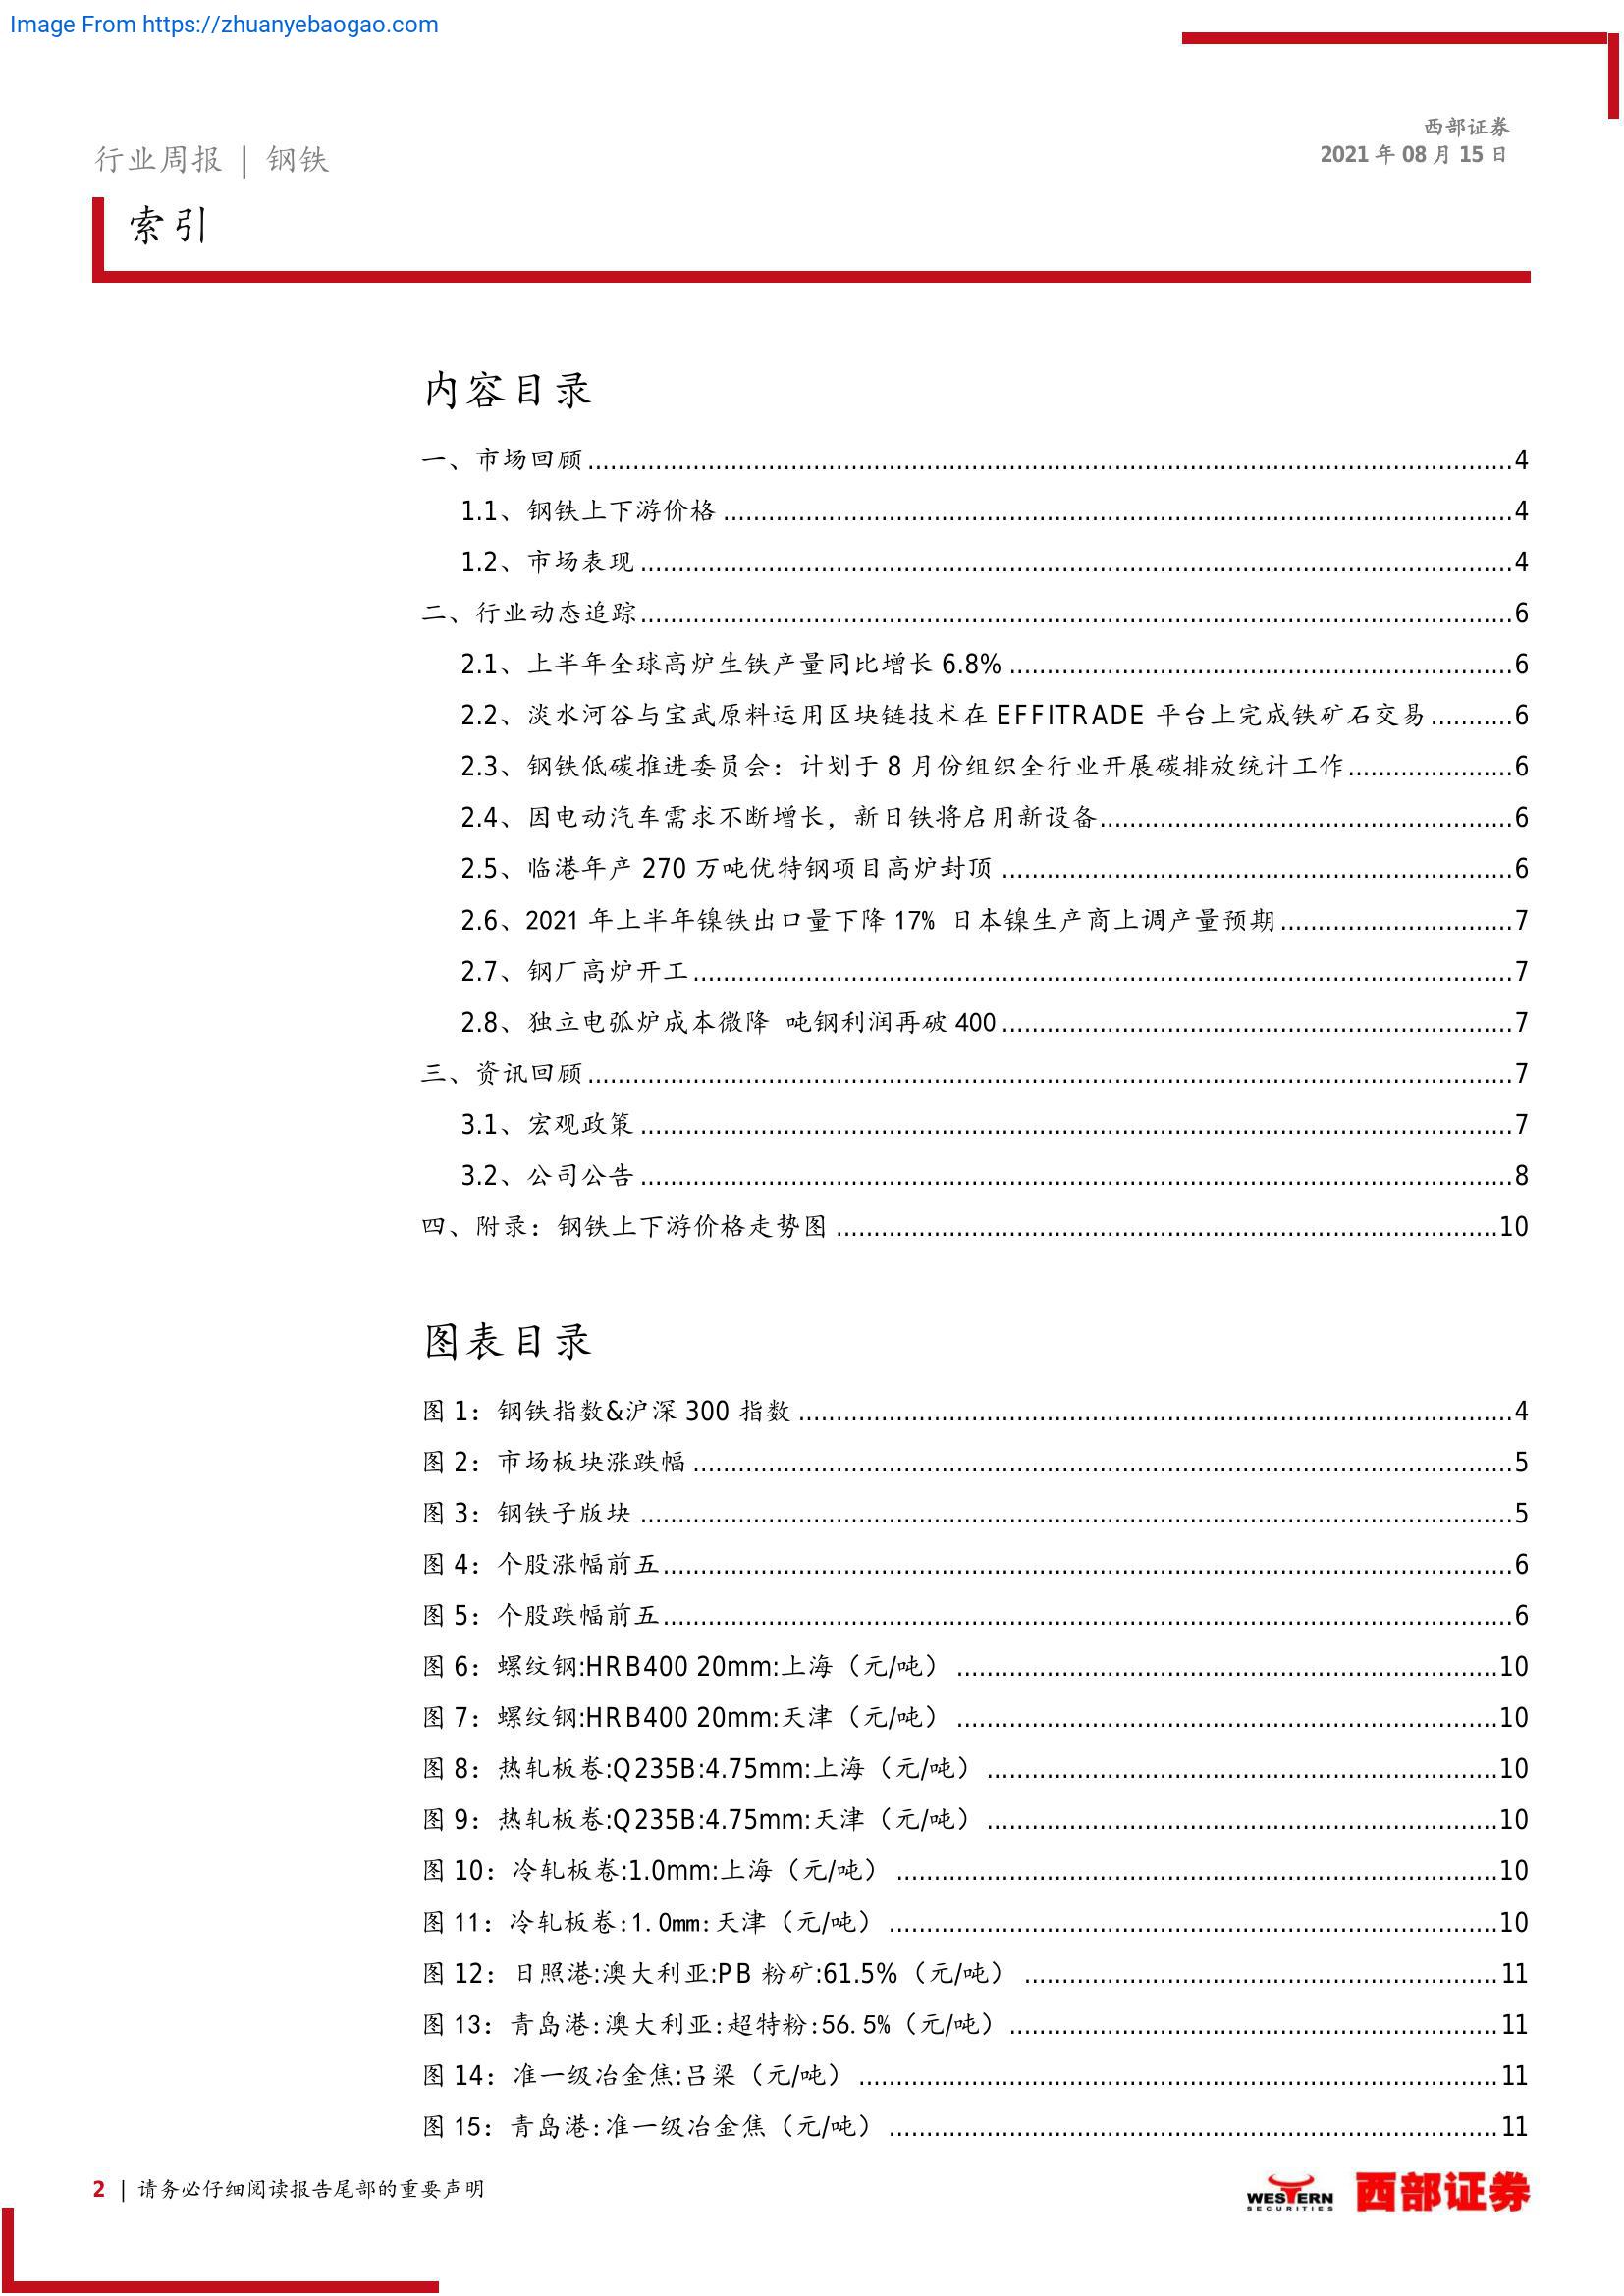 Image From https://zhuanyebaogao.com
西部证券
2021 年 08 月 15 日
行业周报 | 钢铁
索引
内容目录
一、市场回顾 ........ 4
1.1、钢铁上下游价格 ........ 4
1.2、市场表现 ........ 4
二、行业动态追踪 ........ 6
2.1、上半年全球高炉生铁产量同比增长 6.8% ........ 6
2.2、淡水河谷与宝武原料运用区块链技术在 EFFITRADE 平台上完成铁矿石交易 ........ 6
2.3、钢铁低碳推进委员会：计划于 8 月份组织全行业开展碳排放统计工作 ........ 6
2.4、因电动汽车需求不断增长，新日铁将启用新设备 ........ 6
2.5、临港年产 270 万吨优特钢项目高炉封顶 ........ 6
2.6、2021 年上半年镍铁出口量下降 17% 日本镍生产商上调产量预期 ........ 7
2.7、钢厂高炉开工 ........ 7
2.8、独立电弧炉成本微降 吨钢利润再破 400 ........ 7
三、资讯回顾 ........ 7
3.1、宏观政策 ........ 7
3.2、公司公告 ........ 8
四、附录：钢铁上下游价格走势图 ........ 10
图表目录
图 1：钢铁指数&沪深 300 指数 ........ 4
图 2：市场板块涨跌幅 ........ 5
图 3：钢铁子版块 ........ 5
图 4：个股涨幅前五 ........ 6
图 5：个股跌幅前五 ........ 6
图 6：螺纹钢:HRB400 20mm:上海（元/吨） ........ 10
图 7：螺纹钢:HRB400 20mm:天津（元/吨） ........ 10
图 8：热轧板卷:Q235B:4.75mm:上海（元/吨） ........ 10
图 9：热轧板卷:Q235B:4.75mm:天津（元/吨） ........ 10
图 10：冷轧板卷:1.0mm:上海（元/吨） ........ 10
图 11：冷轧板卷:1.0mm:天津（元/吨） ........ 10
图 12：日照港:澳大利亚:PB 粉矿:61.5%（元/吨） ........ 11
图 13：青岛港:澳大利亚:超特粉:56.5%（元/吨） ........ 11
图 14：准一级冶金焦:吕梁（元/吨） ........ 11
图 15：青岛港:准一级冶金焦（元/吨） ........ 11
2 | 请务必仔细阅读报告尾部的重要声明
WESTERN
SECURITIES
西部证券